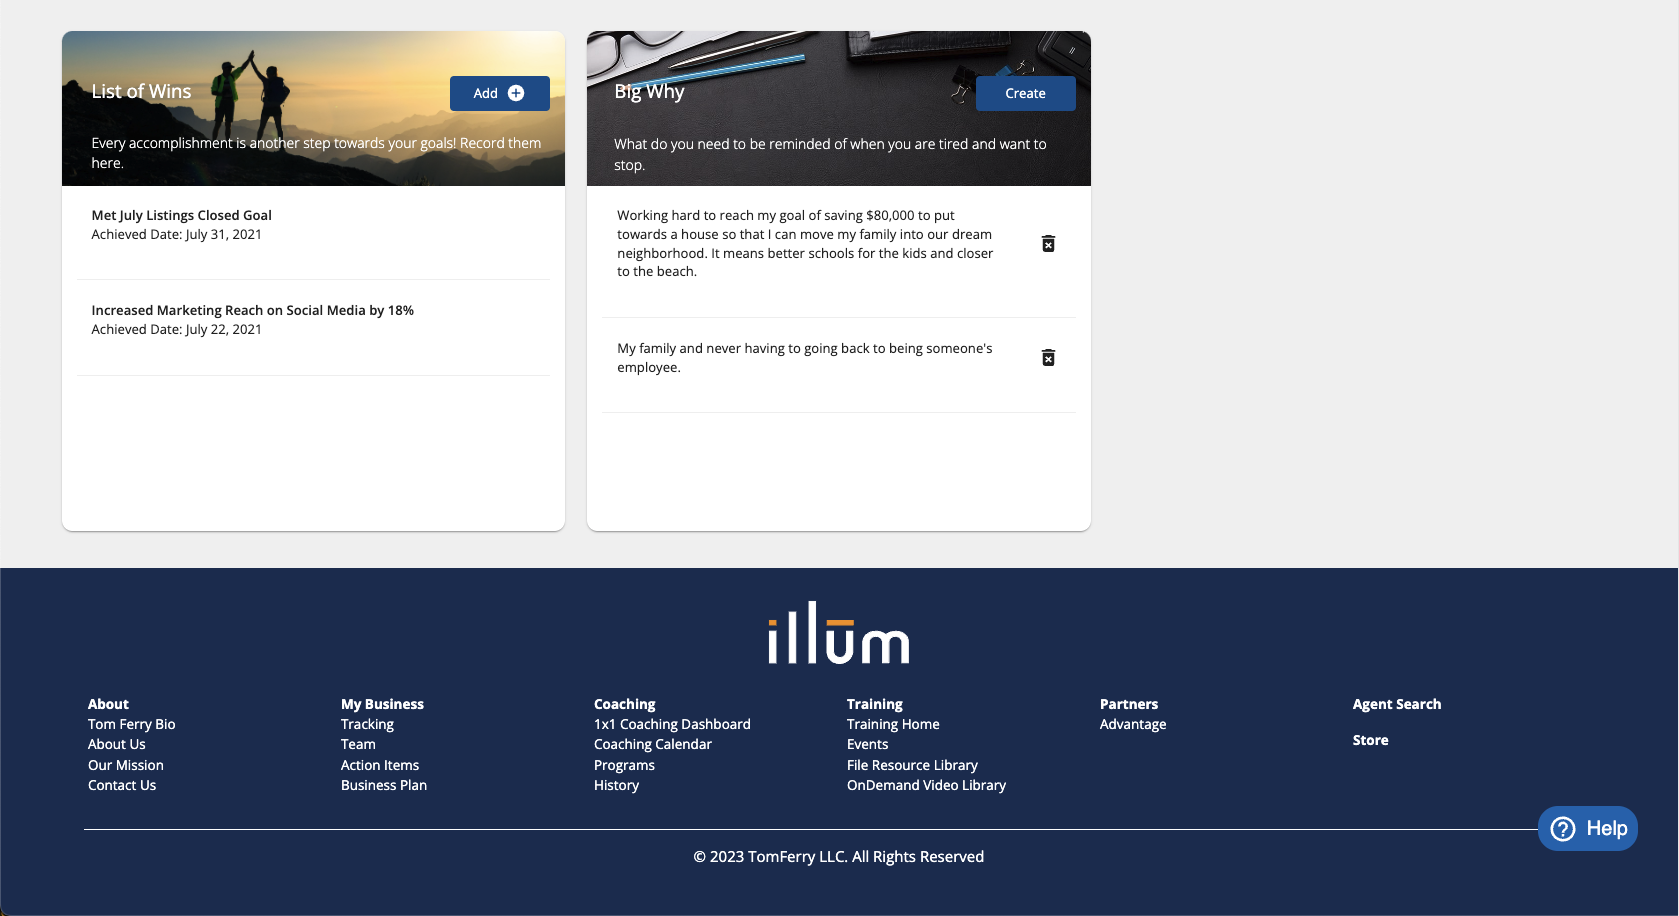 List of Wins
Add
Every accomplishment is another step towards your goals! Record them
here.
Met July Listings Closed Goal
Achieved Date: July 31, 2021
Increased Marketing Reach on Social Media by 18%
Achieved Date: July 22, 2021
Big Why
Create
What do you need to be reminded of when you are tired and want to
stop.
Working hard to reach my goal of saving $80,000 to put
towards a house so that I can move my family into our dream
neighborhood. It means better schools for the kids and closer
to the beach.
My family and never having to going back to being someone's
employee.
illūm
About
Tom Ferry Bio
About Us
Our Mission
Contact Us
My Business
Tracking
Team
Action Items
Business Plan
Coaching
1x1 Coaching Dashboard
Coaching Calendar
Programs
History
Training
Training Home
Events
File Resource Library
OnDemand Video Library
Partners
Advantage
Agent Search
Store
Help
© 2023 TomFerry LLC. All Rights Reserved